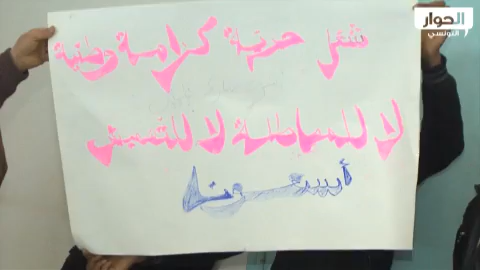 الحوار
التونسي
شغل حرية كرامة وطنية
لا للمماطلة لا للتهميش